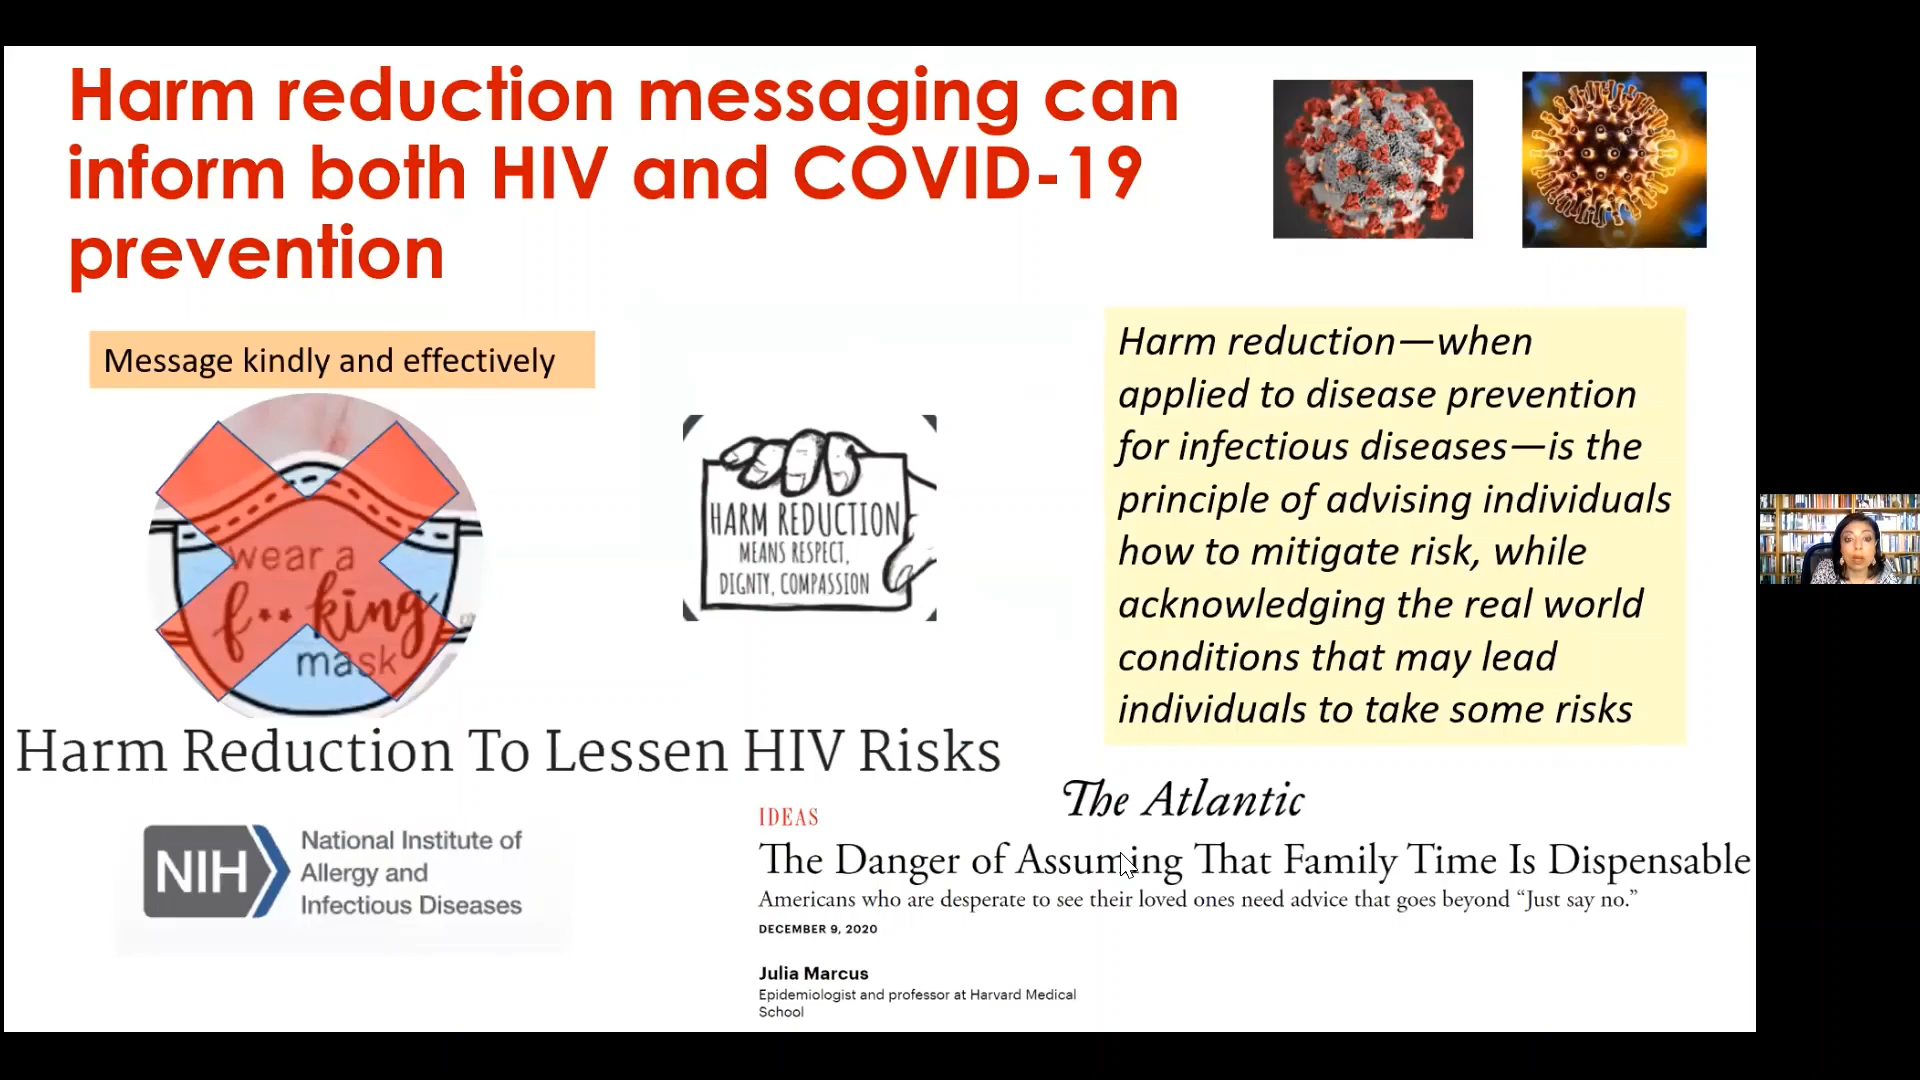 Harm reduction messaging can
inform both HIV and COVID-19
prevention
Message kindly and effectively
wear a
f**king
mask
HARM REDUCTION
MEANS RESPECT,
DIGNTY, COMPASSION
Harm reduction—when
applied to disease prevention
for infectious diseases—is the
principle of advising individuals
how to mitigate risk, while
acknowledging the real world
conditions that may lead
individuals to take some risks
Harm Reduction To Lessen HIV Risks
NIH
National Institute of
Allergy and
Infectious Diseases
The Atlantic
IDEAS
The Danger of Assuming That Family Time Is Dispensable
Americans who are desperate to see their loved ones need advice that goes beyond “Just say no.”
DECEMBER 9, 2020
Julia Marcus
Epidemiologist and professor at Harvard Medical
School